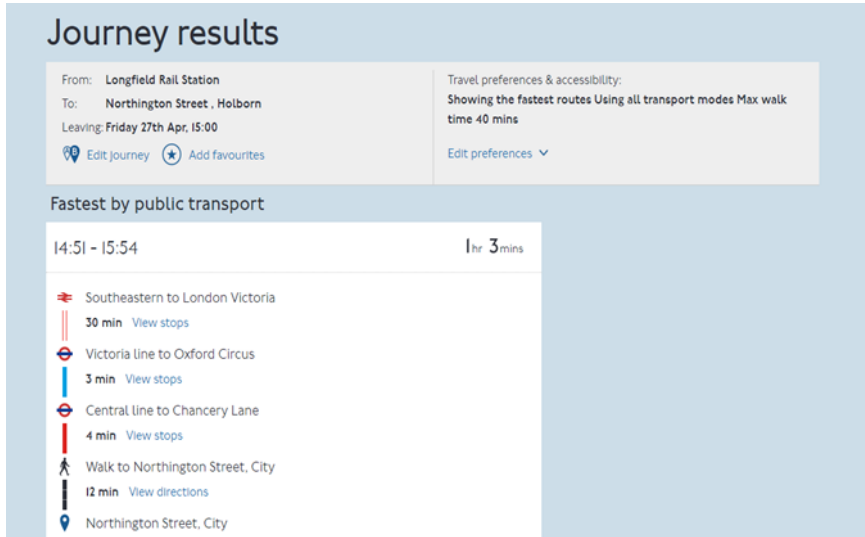 Journey results
From: Longfield Rail Station
To: Northington Street , Holborn
Leaving: Friday 27th Apr, 15:00
Edit journey Add favourites
Travel preferences & accessibility:
Showing the fastest routes Using all transport modes Max walk
time 40 mins
Edit preferences
Fastest by public transport
14:51 - 15:54 1 hr 3 mins
Southeastern to London Victoria
30 min View stops
Victoria line to Oxford Circus
3 min View stops
Central line to Chancery Lane
4 min View stops
Walk to Northington Street, City
12 min View directions
Northington Street, City